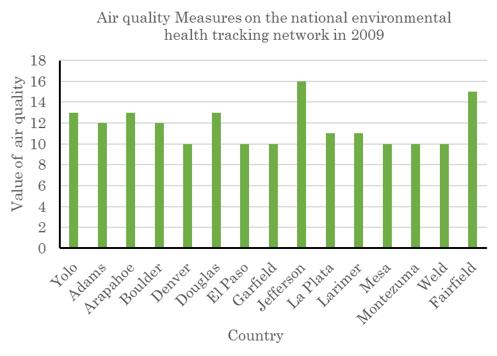 Air quality Measures on the national environmental
health tracking network in 2009
Value of air quality
18
16
14
12
10
8
6
4
2
0
Yolo
Adams
Arapahoe
Boulder
Denver
Douglas
El Paso
Garfield
Jefferson
La Plata
Larimer
Mesa
Montezuma
Weld
Fairfield
Country